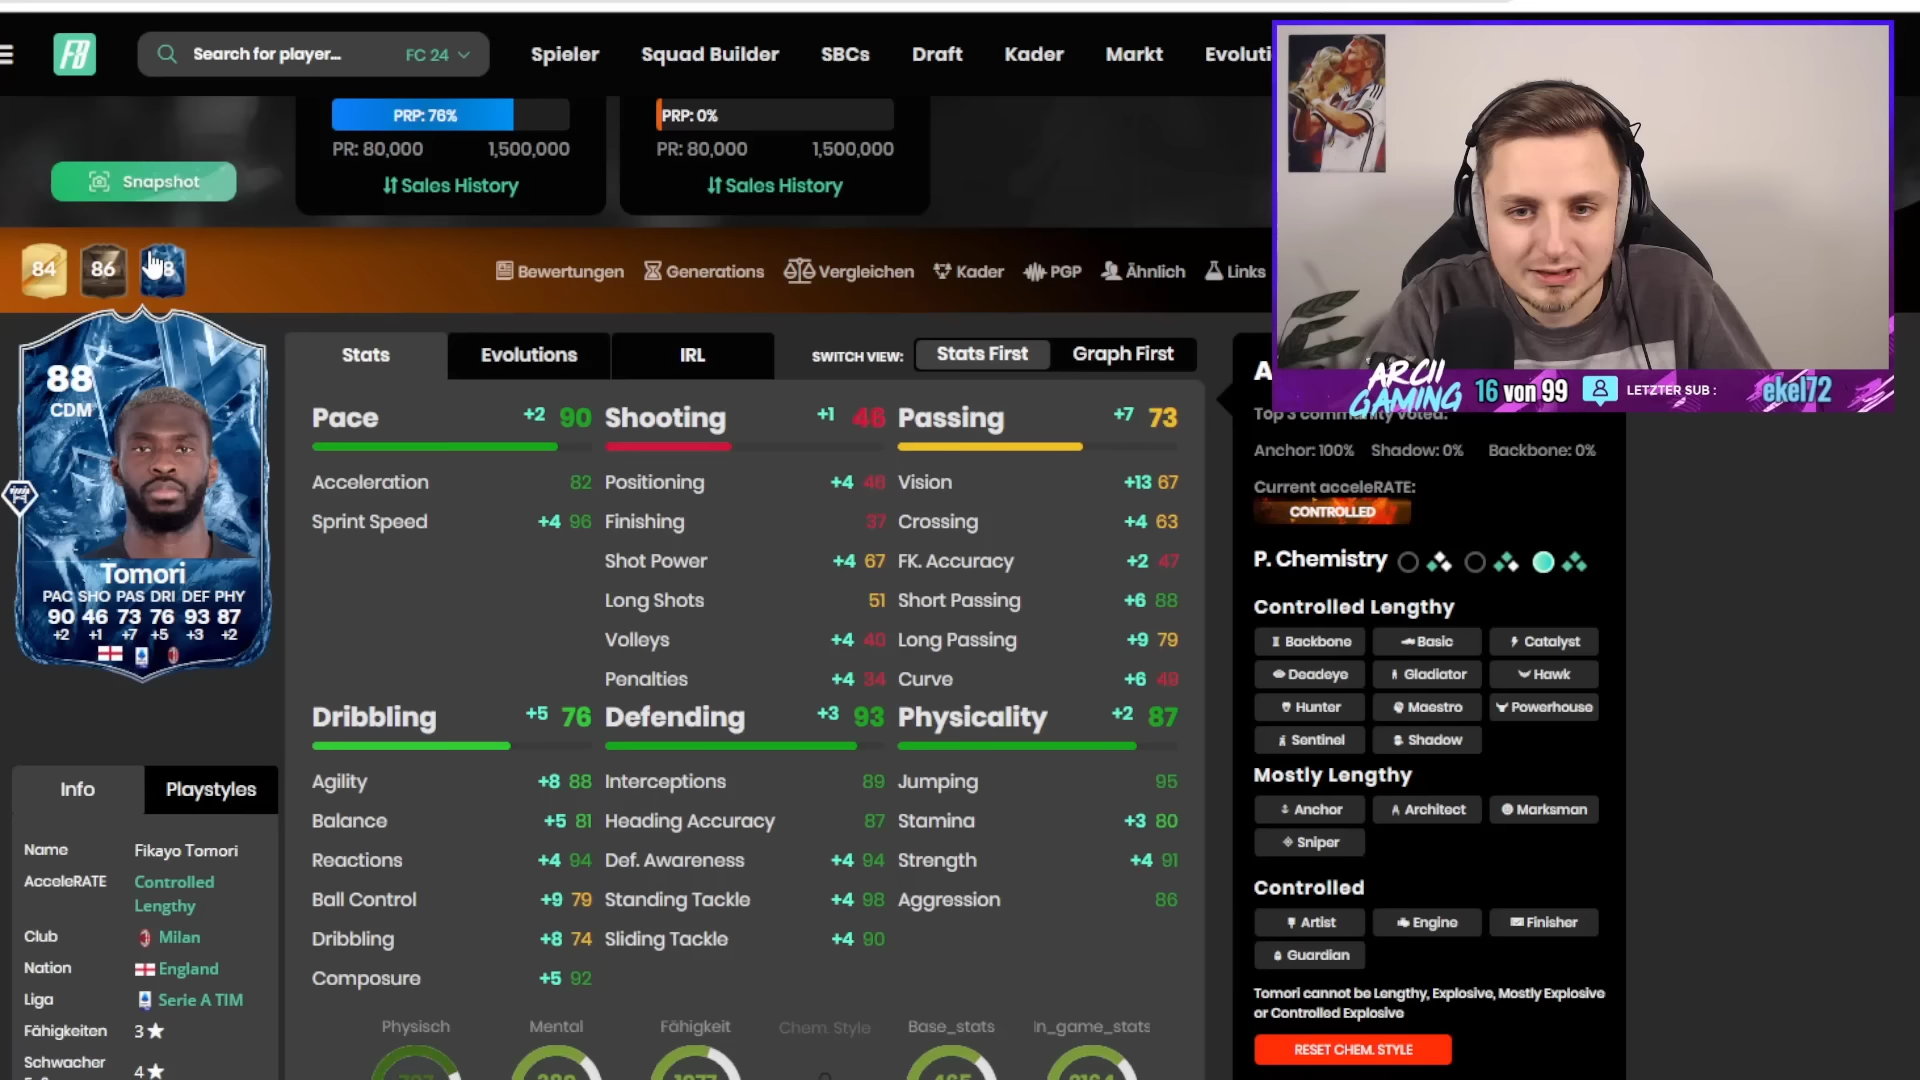 F8 Search for player... FC 24 Spieler Squad Builder SBCs Draft Kader Markt Evoluti
PRP: 76% PRP: 0%
PR: 80,000 1,500,000 PR: 80,000 1,500,000
Sales History Sales History
Snapshot
84 86 8 Bewertungen Generations Vergleichen Kader PGP Ähnlich Links
Stats Evolutions IRL SWITCH VIEW: Stats First Graph First
ARCII
GAMING 16 von 99 LETZTER SUB : ekel72
88
CDM
Tomori
PAC SHO PAS DRI DEF PHY
90 46 73 76 93 87
+2 +1 +7 +5 +3 +2
Pace +2 90 Shooting +1 46 Passing +7 73
Acceleration 82 Positioning +4 46 Vision +13 67
Sprint Speed +4 96 Finishing 37 Crossing +4 63
Shot Power +4 67 FK. Accuracy +2 47
Long Shots 51 Short Passing +6 88
Volleys +4 40 Long Passing +9 79
Penalties +4 34 Curve +6 49
Dribbling +5 76 Defending +3 93 Physicality +2 87
Agility +8 88 Interceptions 89 Jumping 95
Balance +5 81 Heading Accuracy 87 Stamina +3 80
Reactions +4 94 Def. Awareness +4 94 Strength +4 91
Ball Control +9 79 Standing Tackle +4 98 Aggression 86
Dribbling +8 74 Sliding Tackle +4 90
Composure +5 92
Physisch Mental Fähigkeit Chem. Style Base_stats In_game_stats
Info Playstyles
Name Fikayo Tomori
AcceleRATE Controlled
Lengthy
Club Milan
Nation England
Liga Serie A TIM
Fähigkeiten 3
Schwacher
4
A
Top 3 community voted:
Anchor: 100% Shadow: 0% Backbone: 0%
Current acceleRATE:
CONTROLLED
P. Chemistry
Controlled Lengthy
Backbone Basic Catalyst
Deadeye Gladiator Hawk
Hunter Maestro Powerhouse
Sentinel Shadow
Mostly Lengthy
Anchor Architect Marksman
Sniper
Controlled
Artist Engine Finisher
Guardian
Tomori cannot be Lengthy, Explosive, Mostly Explosive
or Controlled Explosive
RESET CHEM. STYLE